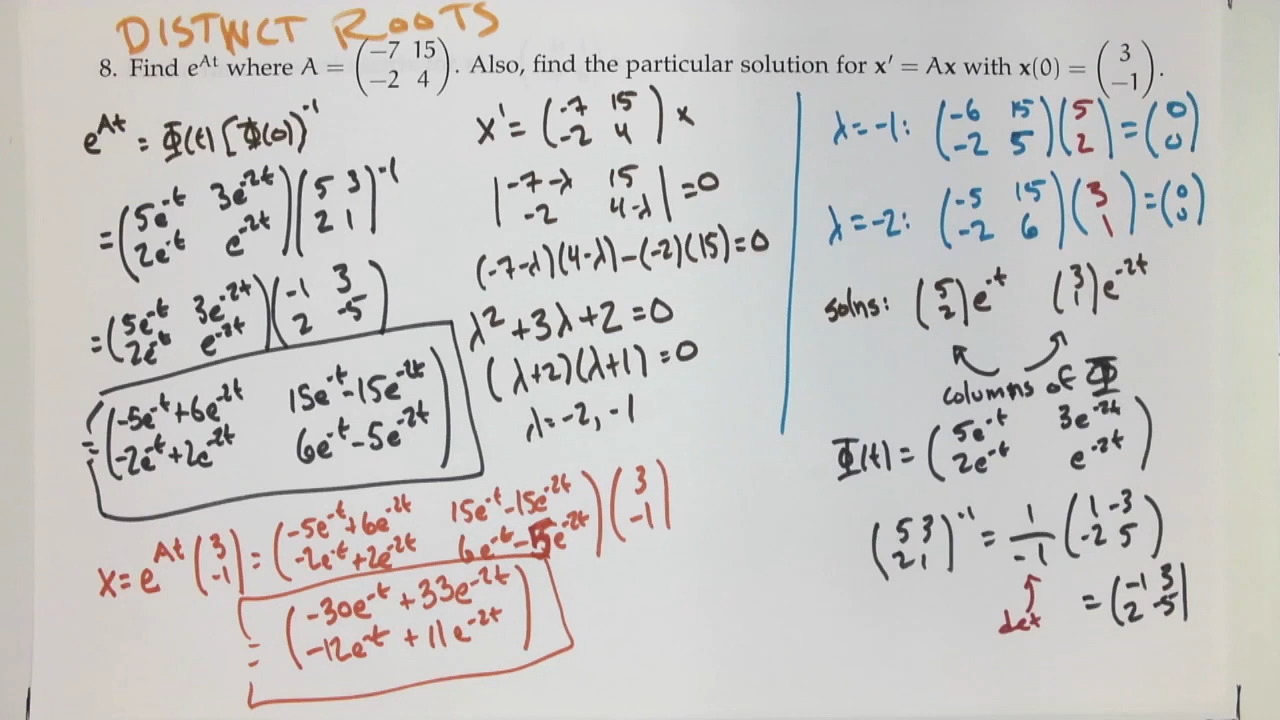 DISTINCT ROOTS
8. Find e^{At} where A = (-7 15; -2 4). Also, find the particular solution for x' = Ax with x(0) = (3; -1).
e^{At} = Φ(t)[Φ(0)]^{-1}
= (5e^{-t} 3e^{-2t}; 2e^{-t} e^{-2t})(5 3; 2 1)^{-1}
= (5e^{-t} 3e^{-2t}; 2e^{-t} e^{-2t})(-1 3; 2 -5)
= (-5e^{-t}+6e^{-2t} 15e^{-t}-15e^{-2t}; -2e^{-t}+2e^{-2t} 6e^{-t}-5e^{-2t})
x' = (-7 15; -2 4) x
|-7-λ 15; -2 4-λ| = 0
(-7-λ)(4-λ)-(-2)(15)=0
λ²+3λ+2=0
(λ+2)(λ+1)=0
λ=-2, -1
x = e^{At}(3; -1) = (-5e^{-t}+6e^{-2t} 15e^{-t}-15e^{-2t}; -2e^{-t}+2e^{-2t} 6e^{-t}-5e^{-2t})(3; -1)
= (-30e^{-t}+33e^{-2t}; -12e^{-t}+11e^{-2t})
λ=-1: (-6 15; -2 5)(5; 2)=(0; 0)
λ=-2: (-5 15; -2 6)(3; 1)=(0; 0)
solns: (5; 2)e^{-t} (3; 1)e^{-2t}
columns of Φ
Φ(t) = (5e^{-t} 3e^{-2t}; 2e^{-t} e^{-2t})
(5 3; 2 1)^{-1} = 1/-1 (1 -3; -2 5)
det
= (-1 3; 2 -5)